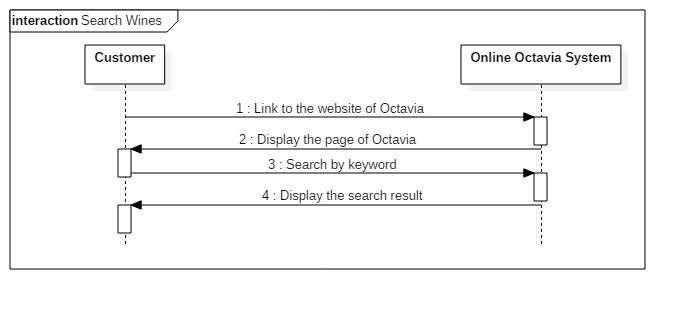 interaction Search Wines
Customer
Online Octavia System
1 : Link to the website of Octavia
2 : Display the page of Octavia
3 : Search by keyword
4 : Display the search result